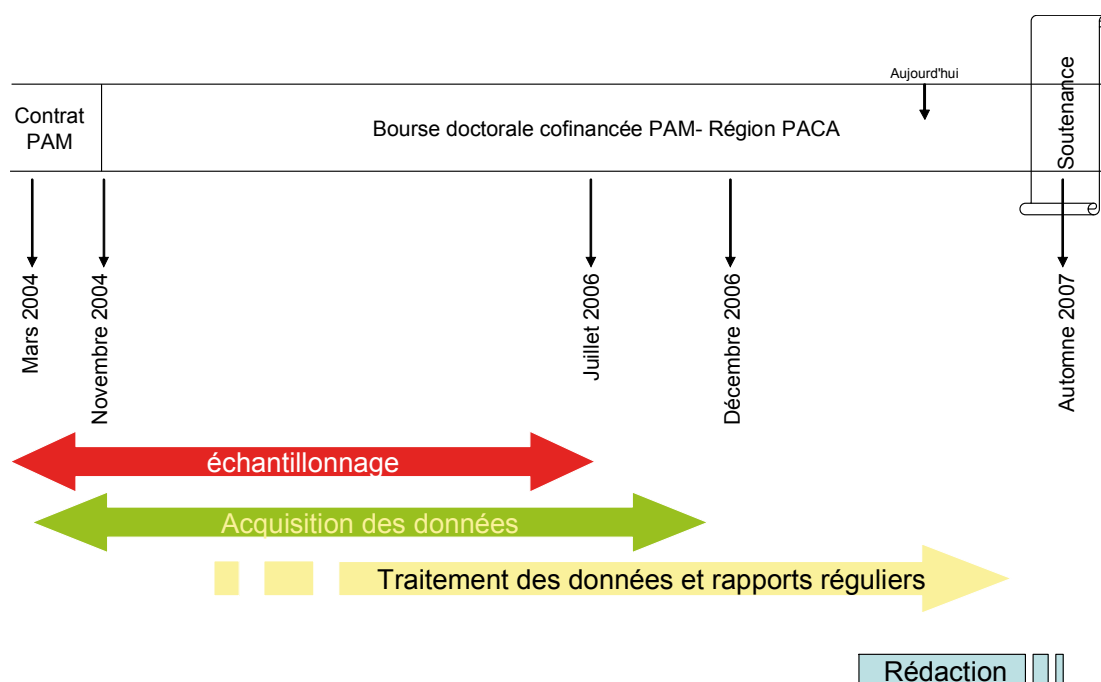 Aujourd'hui
Soutenance
Contrat
PAM
Bourse doctorale cofinancée PAM- Région PACA
Mars 2004
Novembre 2004
Juillet 2006
Décembre 2006
Automne 2007
échantillonnage
Acquisition des données
Traitement des données et rapports réguliers
Rédaction